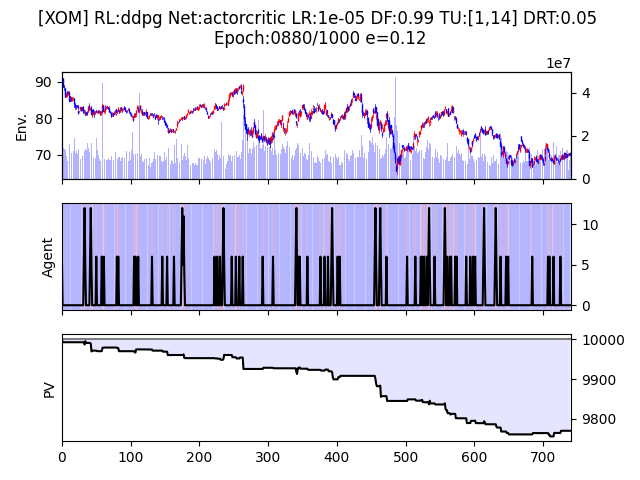 [XOM] RL:ddpg Net:actorcritic LR:1e-05 DF:0.99 TU:[1,14] DRT:0.05
Epoch:0880/1000 e=0.12
1e7
90
80
70
Env.
4
2
0
Agent
10
5
0
PV
10000
9900
9800
0 100 200 300 400 500 600 700